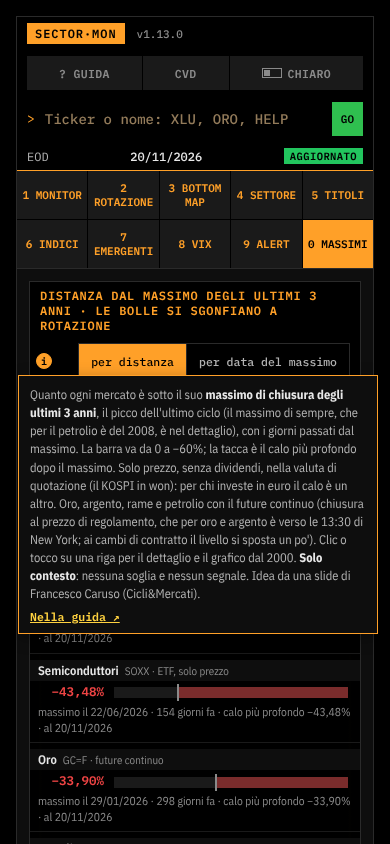 SECTOR·MON v1.13.0
? GUIDA CVD CHIARO
> Ticker o nome: XLU, ORO, HELP GO
EOD 20/11/2026 AGGIORNATO
1 MONITOR 2 ROTAZIONE 3 BOTTOM MAP 4 SETTORE 5 TITOLI
6 INDICI 7 EMERGENTI 8 VIX 9 ALERT 0 MASSIMI
DISTANZA DAL MASSIMO DEGLI ULTIMI 3
ANNI · LE BOLLE SI SGONFIANO A
ROTAZIONE
i per distanza per data del massimo
Quanto ogni mercato è sotto il suo massimo di chiusura degli
ultimi 3 anni, il picco dell'ultimo ciclo (il massimo di sempre, che
per il petrolio è del 2008, è nel dettaglio), con i giorni passati dal
massimo. La barra va da 0 a −60%; la tacca è il calo più profondo
dopo il massimo. Solo prezzo, senza dividendi, nella valuta di
quotazione (il KOSPI in won): per chi investe in euro il calo è un
altro. Oro, argento, rame e petrolio con il future continuo (chiusura
al prezzo di regolamento, che per oro e argento è verso le 13:30 di
New York; ai cambi di contratto il livello si sposta un po'). Clic o
tocco su una riga per il dettaglio e il grafico dal 2000. Solo
contesto: nessuna soglia e nessun segnale. Idea da una slide di
Francesco Caruso (Cicli&Mercati).
Nella guida ↗
· al 20/11/2026
Semiconduttori SOXX · ETF, solo prezzo
−43,48%
massimo il 22/06/2026 · 154 giorni fa · calo più profondo −43,48%
· al 20/11/2026
Oro GC=F · future continuo
−33,90%
massimo il 29/01/2026 · 298 giorni fa · calo più profondo −33,90%
· al 20/11/2026